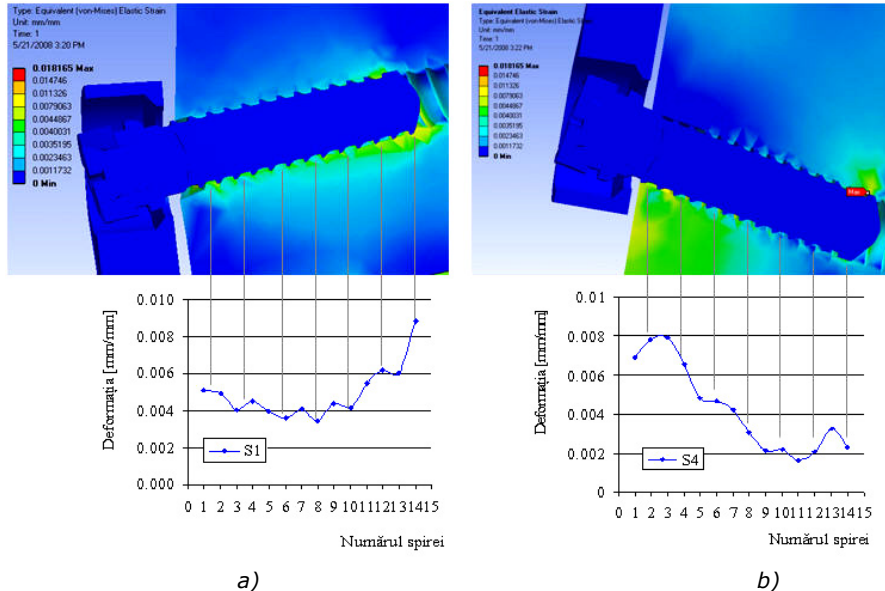 Type: Equivalent (von-Mises) Elastic Strain
Unit: mm/mm
Time: 1
5/21/2008 3:20 PM
0.018165 Max
0.014746
0.011326
0.0079063
0.0044867
0.0040031
0.0035195
0.0023463
0.0011732
0 Min
Equivalent Elastic Strain
Type: Equivalent (von-Mises) Elastic Strain
Unit: mm/mm
Time: 1
5/21/2008 3:22 PM
0.018165 Max
0.014746
0.011326
0.0079063
0.0044867
0.0040031
0.0035195
0.0023463
0.0011732
0 Min
Max
Deformația [mm/mm]
0.010
0.008
0.006
0.004
0.002
0.000
S1
0 1 2 3 4 5 6 7 8 9 10 11 12 13 14 15
Numărul spirei
a)
Deformația [mm/mm]
0.01
0.008
0.006
0.004
0.002
0
S4
0 1 2 3 4 5 6 7 8 9 10 11 12 13 14 15
Numărul spirei
b)